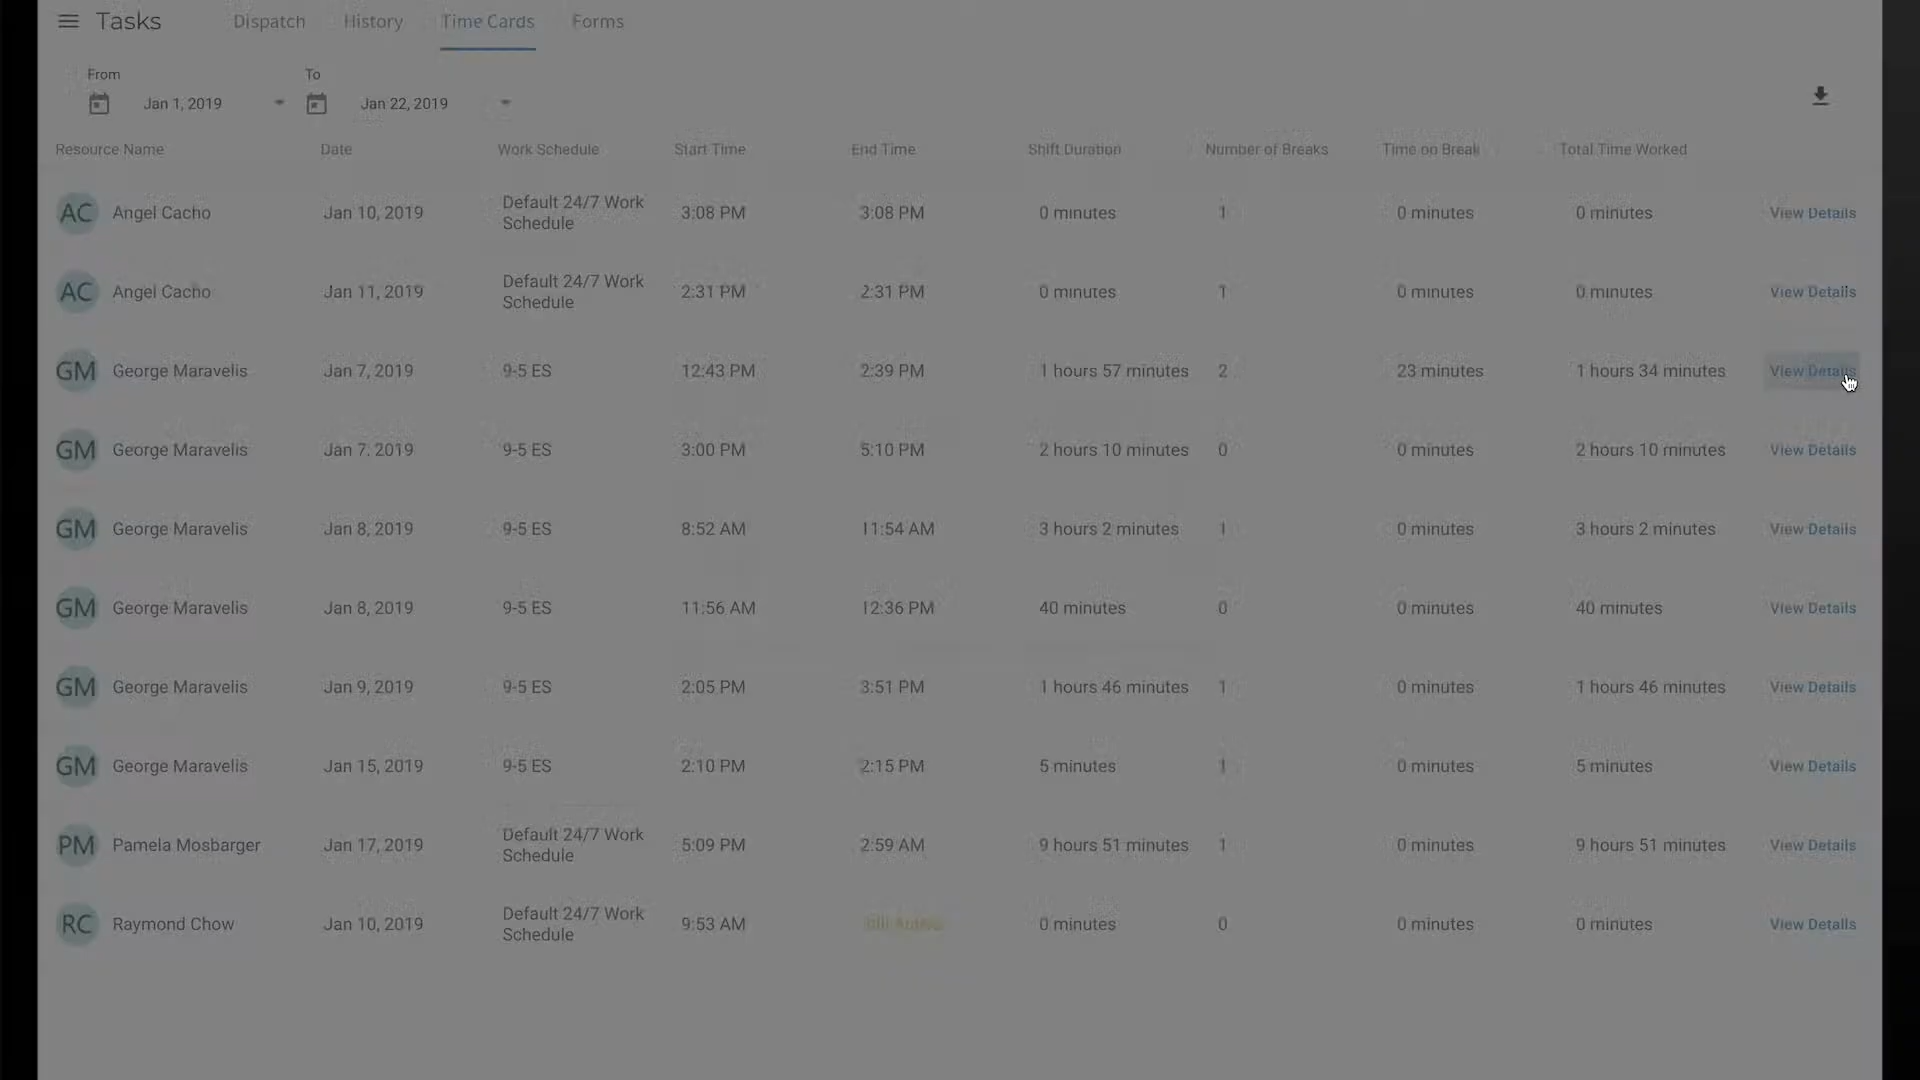 Tasks Dispatch History Time Cards Forms
From To
Jan 1, 2019 Jan 22, 2019
Resource Name Date Work Schedule Start Time End Time Shift Duration Number of Breaks Time on Break Total Time Worked
AC Angel Cacho Jan 10, 2019 Default 24/7 Work Schedule 3:08 PM 3:08 PM 0 minutes 1 0 minutes 0 minutes View Details
AC Angel Cacho Jan 11, 2019 Default 24/7 Work Schedule 2:31 PM 2:31 PM 0 minutes 1 0 minutes 0 minutes View Details
GM George Maravelis Jan 7, 2019 9-5 ES 12:43 PM 2:39 PM 1 hours 57 minutes 2 23 minutes 1 hours 34 minutes View Details
GM George Maravelis Jan 7, 2019 9-5 ES 3:00 PM 5:10 PM 2 hours 10 minutes 0 0 minutes 2 hours 10 minutes View Details
GM George Maravelis Jan 8, 2019 9-5 ES 8:52 AM 11:54 AM 3 hours 2 minutes 1 0 minutes 3 hours 2 minutes View Details
GM George Maravelis Jan 8, 2019 9-5 ES 11:56 AM 12:36 PM 40 minutes 0 0 minutes 40 minutes View Details
GM George Maravelis Jan 9, 2019 9-5 ES 2:05 PM 3:51 PM 1 hours 46 minutes 1 0 minutes 1 hours 46 minutes View Details
GM George Maravelis Jan 15, 2019 9-5 ES 2:10 PM 2:15 PM 5 minutes 1 0 minutes 5 minutes View Details
PM Pamela Mosbarger Jan 17, 2019 Default 24/7 Work Schedule 5:09 PM 2:59 AM 9 hours 51 minutes 1 0 minutes 9 hours 51 minutes View Details
RC Raymond Chow Jan 10, 2019 Default 24/7 Work Schedule 9:53 AM 0 minutes 0 0 minutes 0 minutes View Details